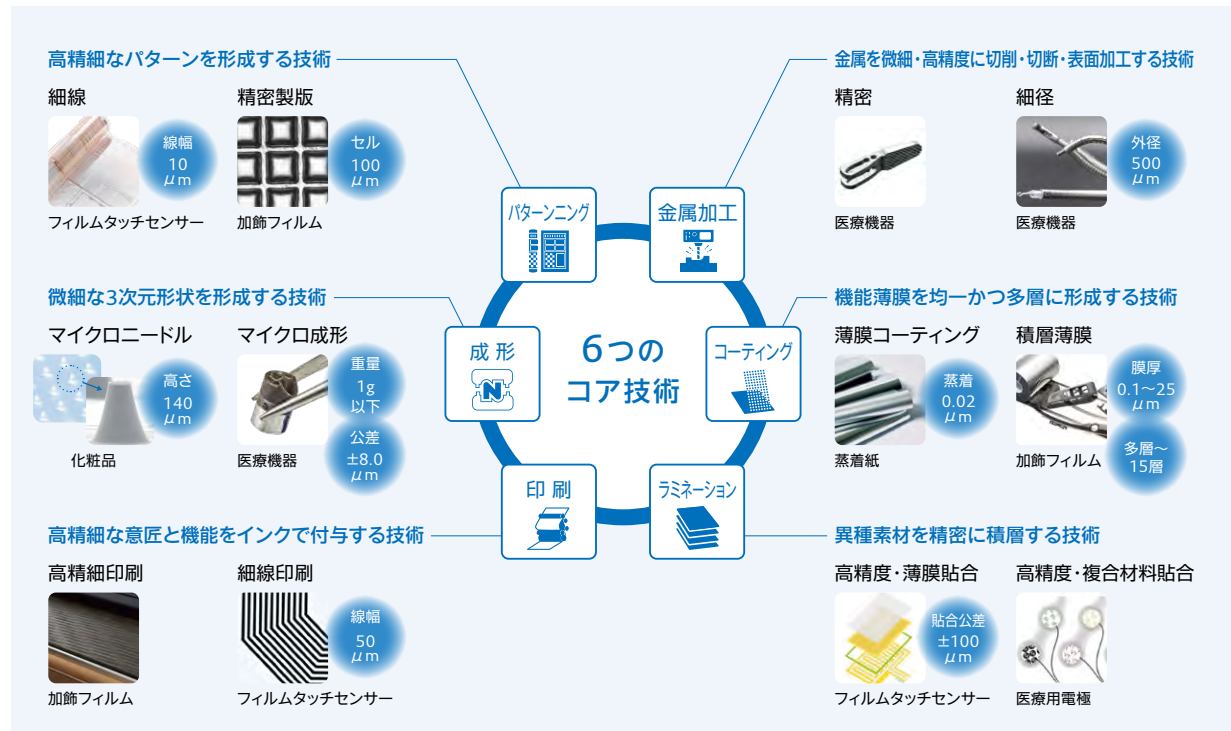 高精細なパターンを形成する技術
細線
線幅
10
μm
フィルムタッチセンサー
精密製版
セル
100
μm
加飾フィルム
金属を微細・高精度に切削・切断・表面加工する技術
精密
医療機器
細径
外径
500
μm
医療機器
パターンニング
金属加工
微細な3次元形状を形成する技術
マイクロニードル
高さ
140
μm
化粧品
マイクロ成形
重量
1g
以下
公差
±8.0
μm
医療機器
成形
N
6つの
コア技術
コーティング
機能薄膜を均一かつ多層に形成する技術
薄膜コーティング
蒸着
0.02
μm
蒸着紙
積層薄膜
膜厚
0.1～25
μm
多層～
15層
加飾フィルム
印刷
ラミネーション
高精細な意匠と機能をインクで付与する技術
高精細印刷
加飾フィルム
細線印刷
線幅
50
μm
フィルムタッチセンサー
異種素材を精密に積層する技術
高精度・薄膜貼合
貼合公差
±100
μm
フィルムタッチセンサー
高精度・複合材料貼合
医療用電極